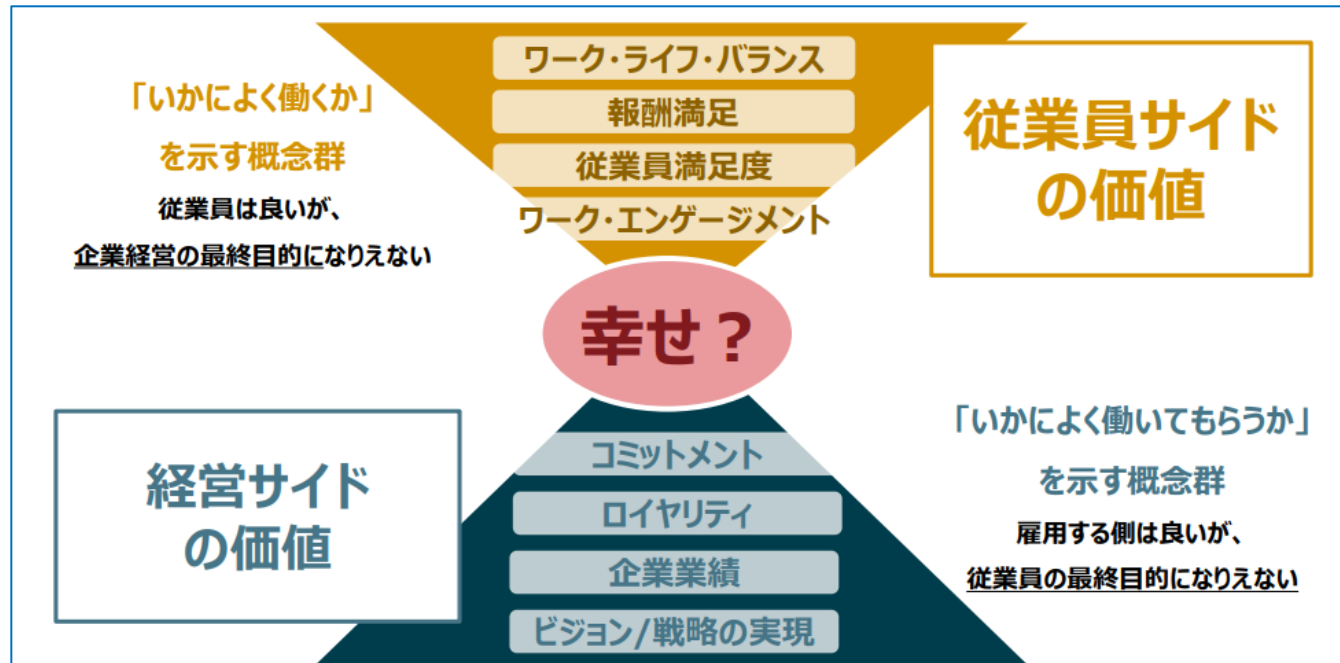 ワーク・ライフ・バランス
報酬満足
従業員満足度
ワーク・エンゲージメント
「いかによく働くか」
を示す概念群
従業員は良いが、
企業経営の最終目的になりえない
従業員サイド
の価値
幸せ？
経営サイド
の価値
コミットメント
ロイヤリティ
企業業績
ビジョン/戦略の実現
「いかによく働いてもらうか」
を示す概念群
雇用する側は良いが、
従業員の最終目的になりえない